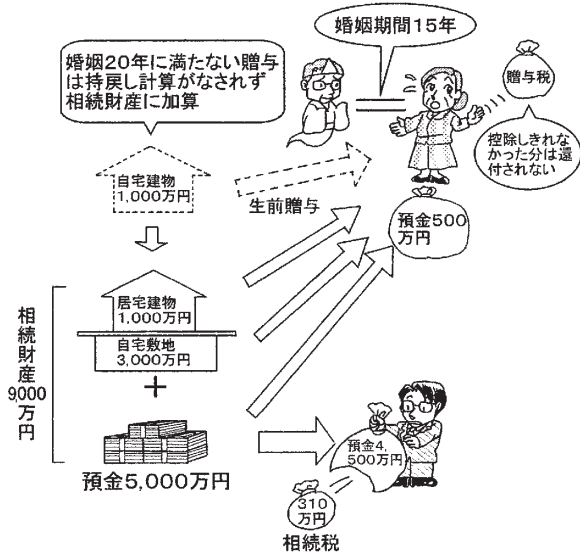 婚姻期間15年
婚姻20年に満たない贈与
は持戻し計算がなされず
相続財産に加算
贈与税
控除しきれな
かった分は還
付されない
自宅建物
1,000万円
生前贈与
預金500
万円
居宅建物
1,000万円
自宅敷地
3,000万円
+
相続財産
9,000
万円
預金5,000万円
預金4,
500万円
310
万円
相続税